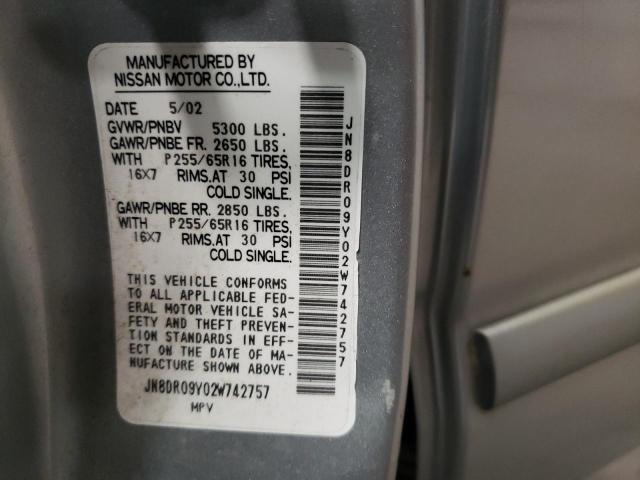 MANUFACTURED BY
NISSAN MOTOR CO.,LTD.
DATE 5/02
GVWR/PNBV 5300 LBS.
GAWR/PNBE FR. 2650 LBS.
WITH P255/65R16 TIRES,
16X7 RIMS.AT 30 PSI
COLD SINGLE.
GAWR/PNBE RR. 2850 LBS.
WITH P255/65R16 TIRES,
16X7 RIMS.AT 30 PSI
COLD SINGLE.
THIS VEHICLE CONFORMS
TO ALL APPLICABLE FED-
ERAL MOTOR VEHICLE SA-
FETY AND THEFT PREVEN-
TION STANDARDS IN EFF-
ECT ON THE DATE OF MA-
NUFACTURE SHOWN ABOVE.
JN8DR09Y02W742757
MPV
JN8DR09Y02W742757